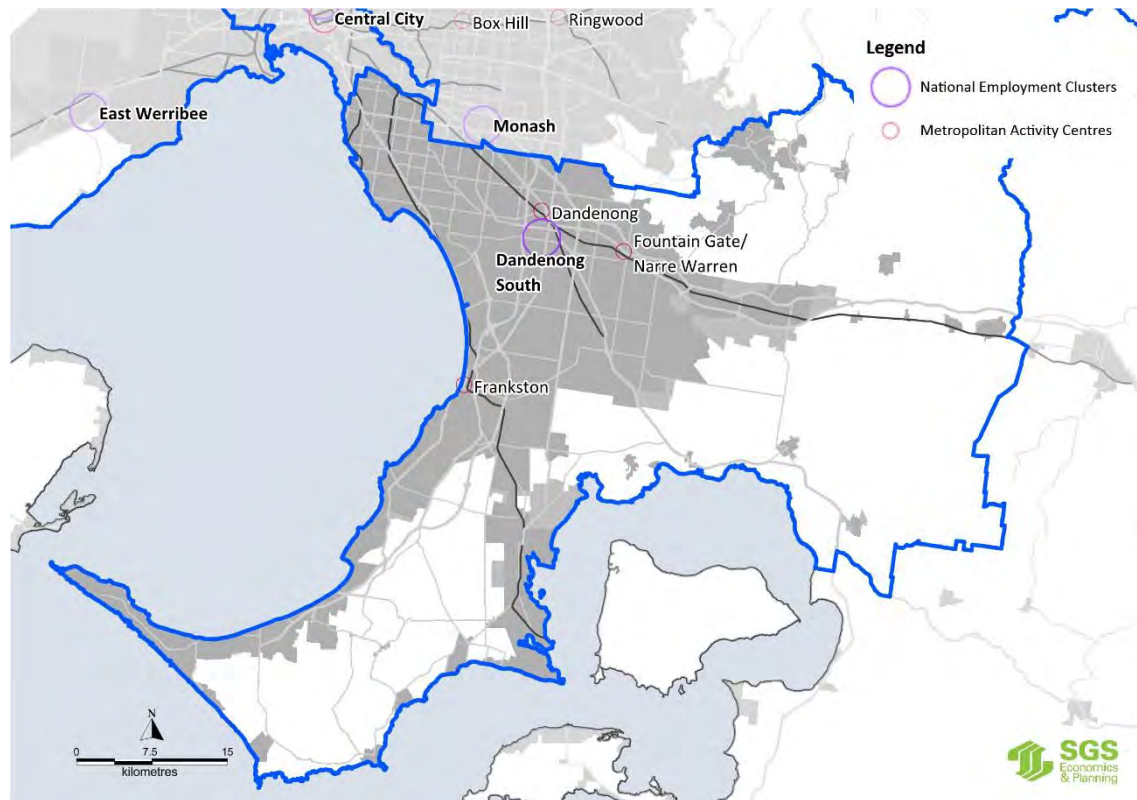 Central City
Box Hill
Ringwood
Legend
National Employment Clusters
Metropolitan Activity Centres
East Werribee
Monash
Dandenong
Fountain Gate/
Narre Warren
Dandenong
South
Frankston
N
0 7.5 15
kilometres
SGS
Economics
& Planning